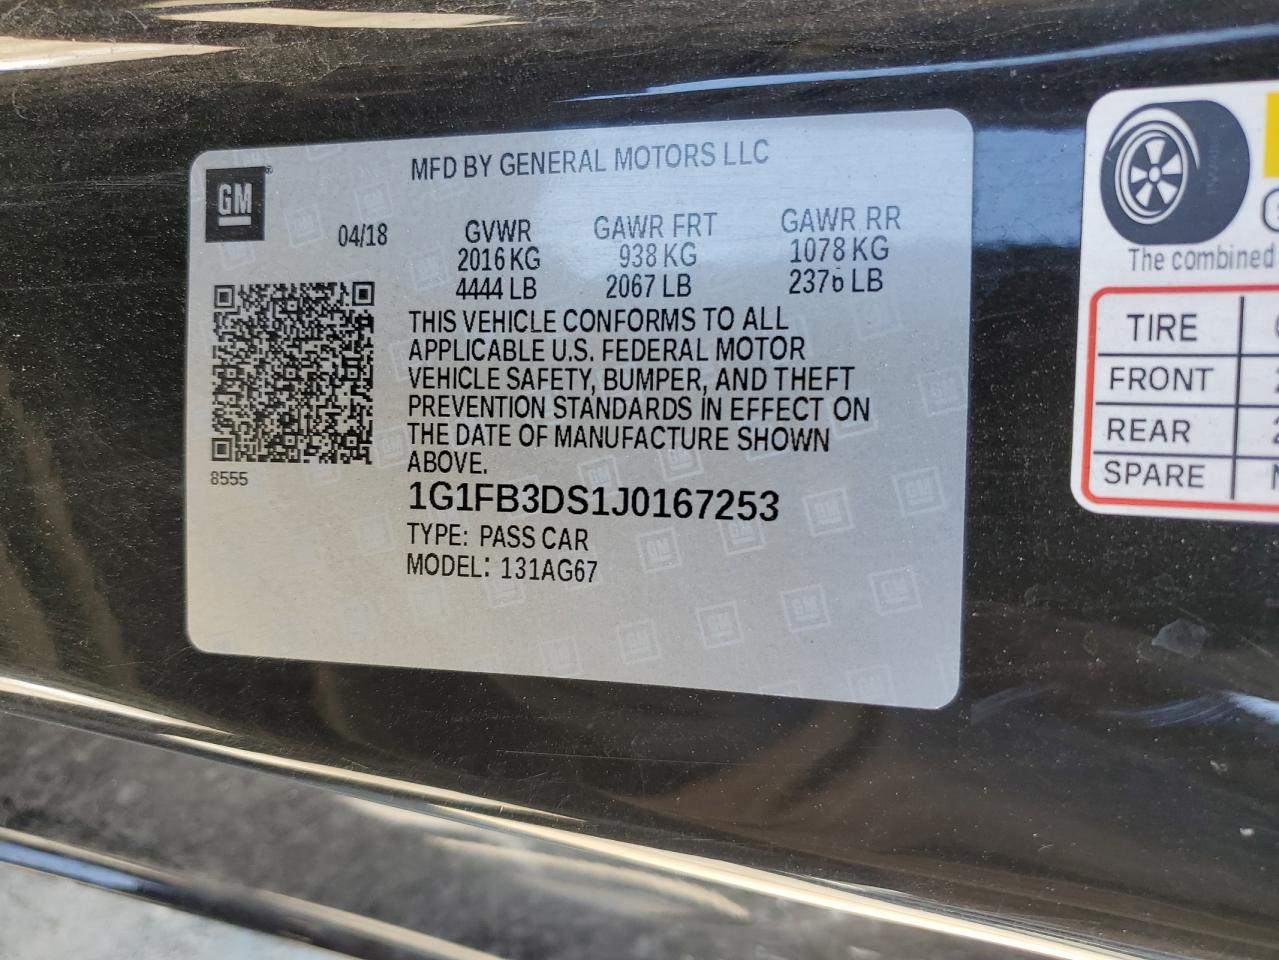 MFD BY GENERAL MOTORS LLC
GM
04/18
GVWR
2016 KG
4444 LB
GAWR FRT
938 KG
2067 LB
GAWR RR
1078 KG
2376 LB
THIS VEHICLE CONFORMS TO ALL
APPLICABLE U.S. FEDERAL MOTOR
VEHICLE SAFETY, BUMPER, AND THEFT
PREVENTION STANDARDS IN EFFECT ON
THE DATE OF MANUFACTURE SHOWN
ABOVE.
8555
1G1FB3DS1J0167253
TYPE: PASS CAR
MODEL: 131AG67
The combined
TIRE
FRONT
REAR
SPARE